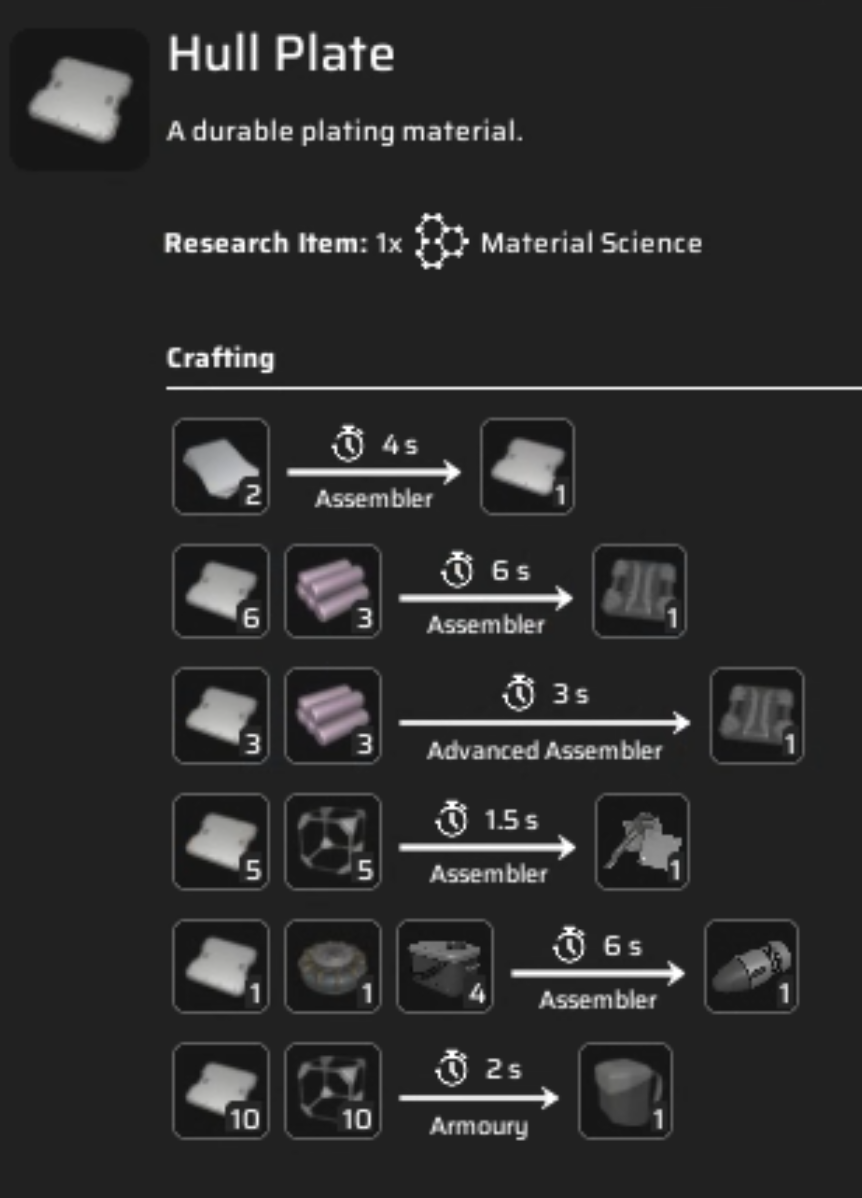 Hull Plate
A durable plating material.
Research Item: 1x Material Science
Crafting
2 4 s Assembler 1
6 3 6 s Assembler 1
3 3 3 s Advanced Assembler 1
5 5 1.5 s Assembler 1
1 1 4 6 s Assembler 1
10 10 2 s Armoury 1